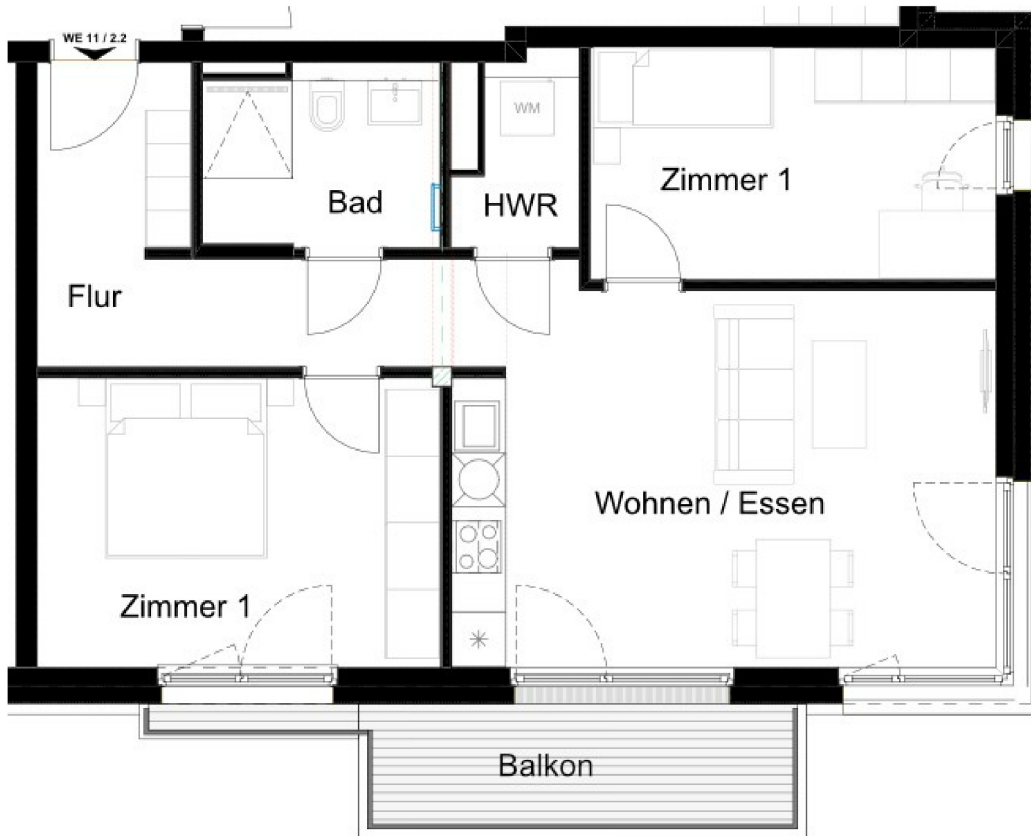 WE 11 / 2.2
WM
Zimmer 1
Bad
HWR
Flur
Wohnen / Essen
Zimmer 1
Balkon